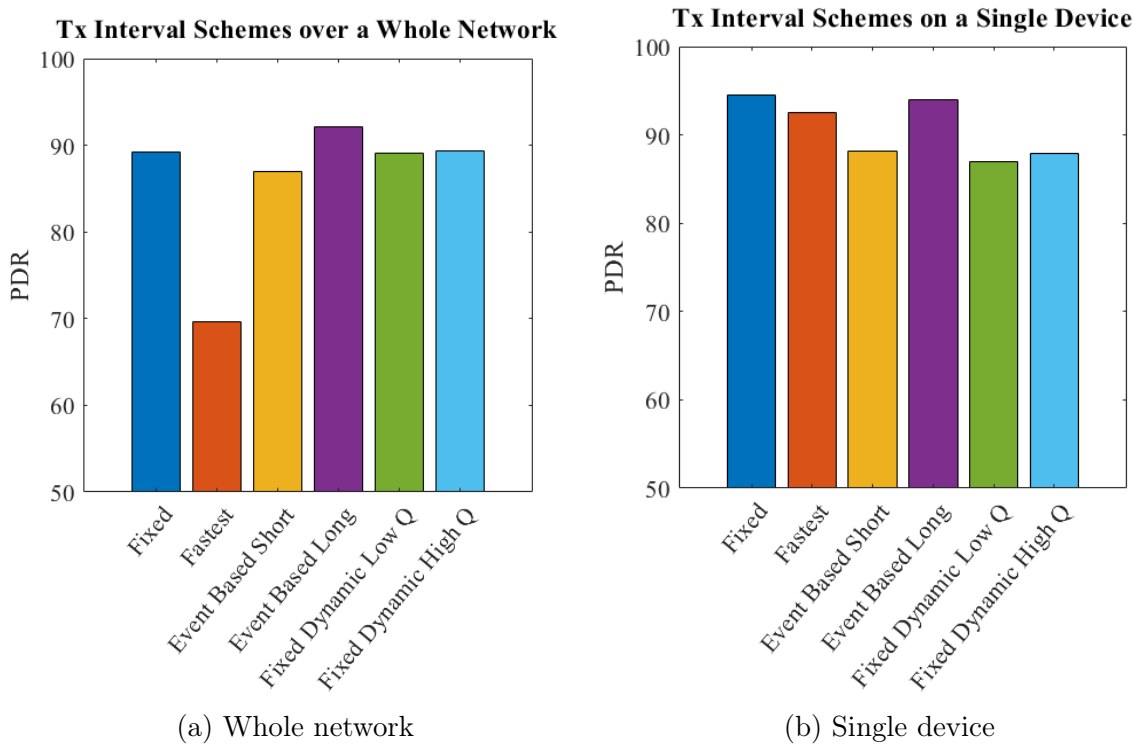 Tx Interval Schemes over a Whole Network
100
90
80
70
60
50
PDR
Fixed
Fastest
Event Based Short
Event Based Long
Fixed Dynamic Low Q
Fixed Dynamic High Q
(a) Whole network
Tx Interval Schemes on a Single Device
100
90
80
70
60
50
PDR
Fixed
Fastest
Event Based Short
Event Based Long
Fixed Dynamic Low Q
Fixed Dynamic High Q
(b) Single device